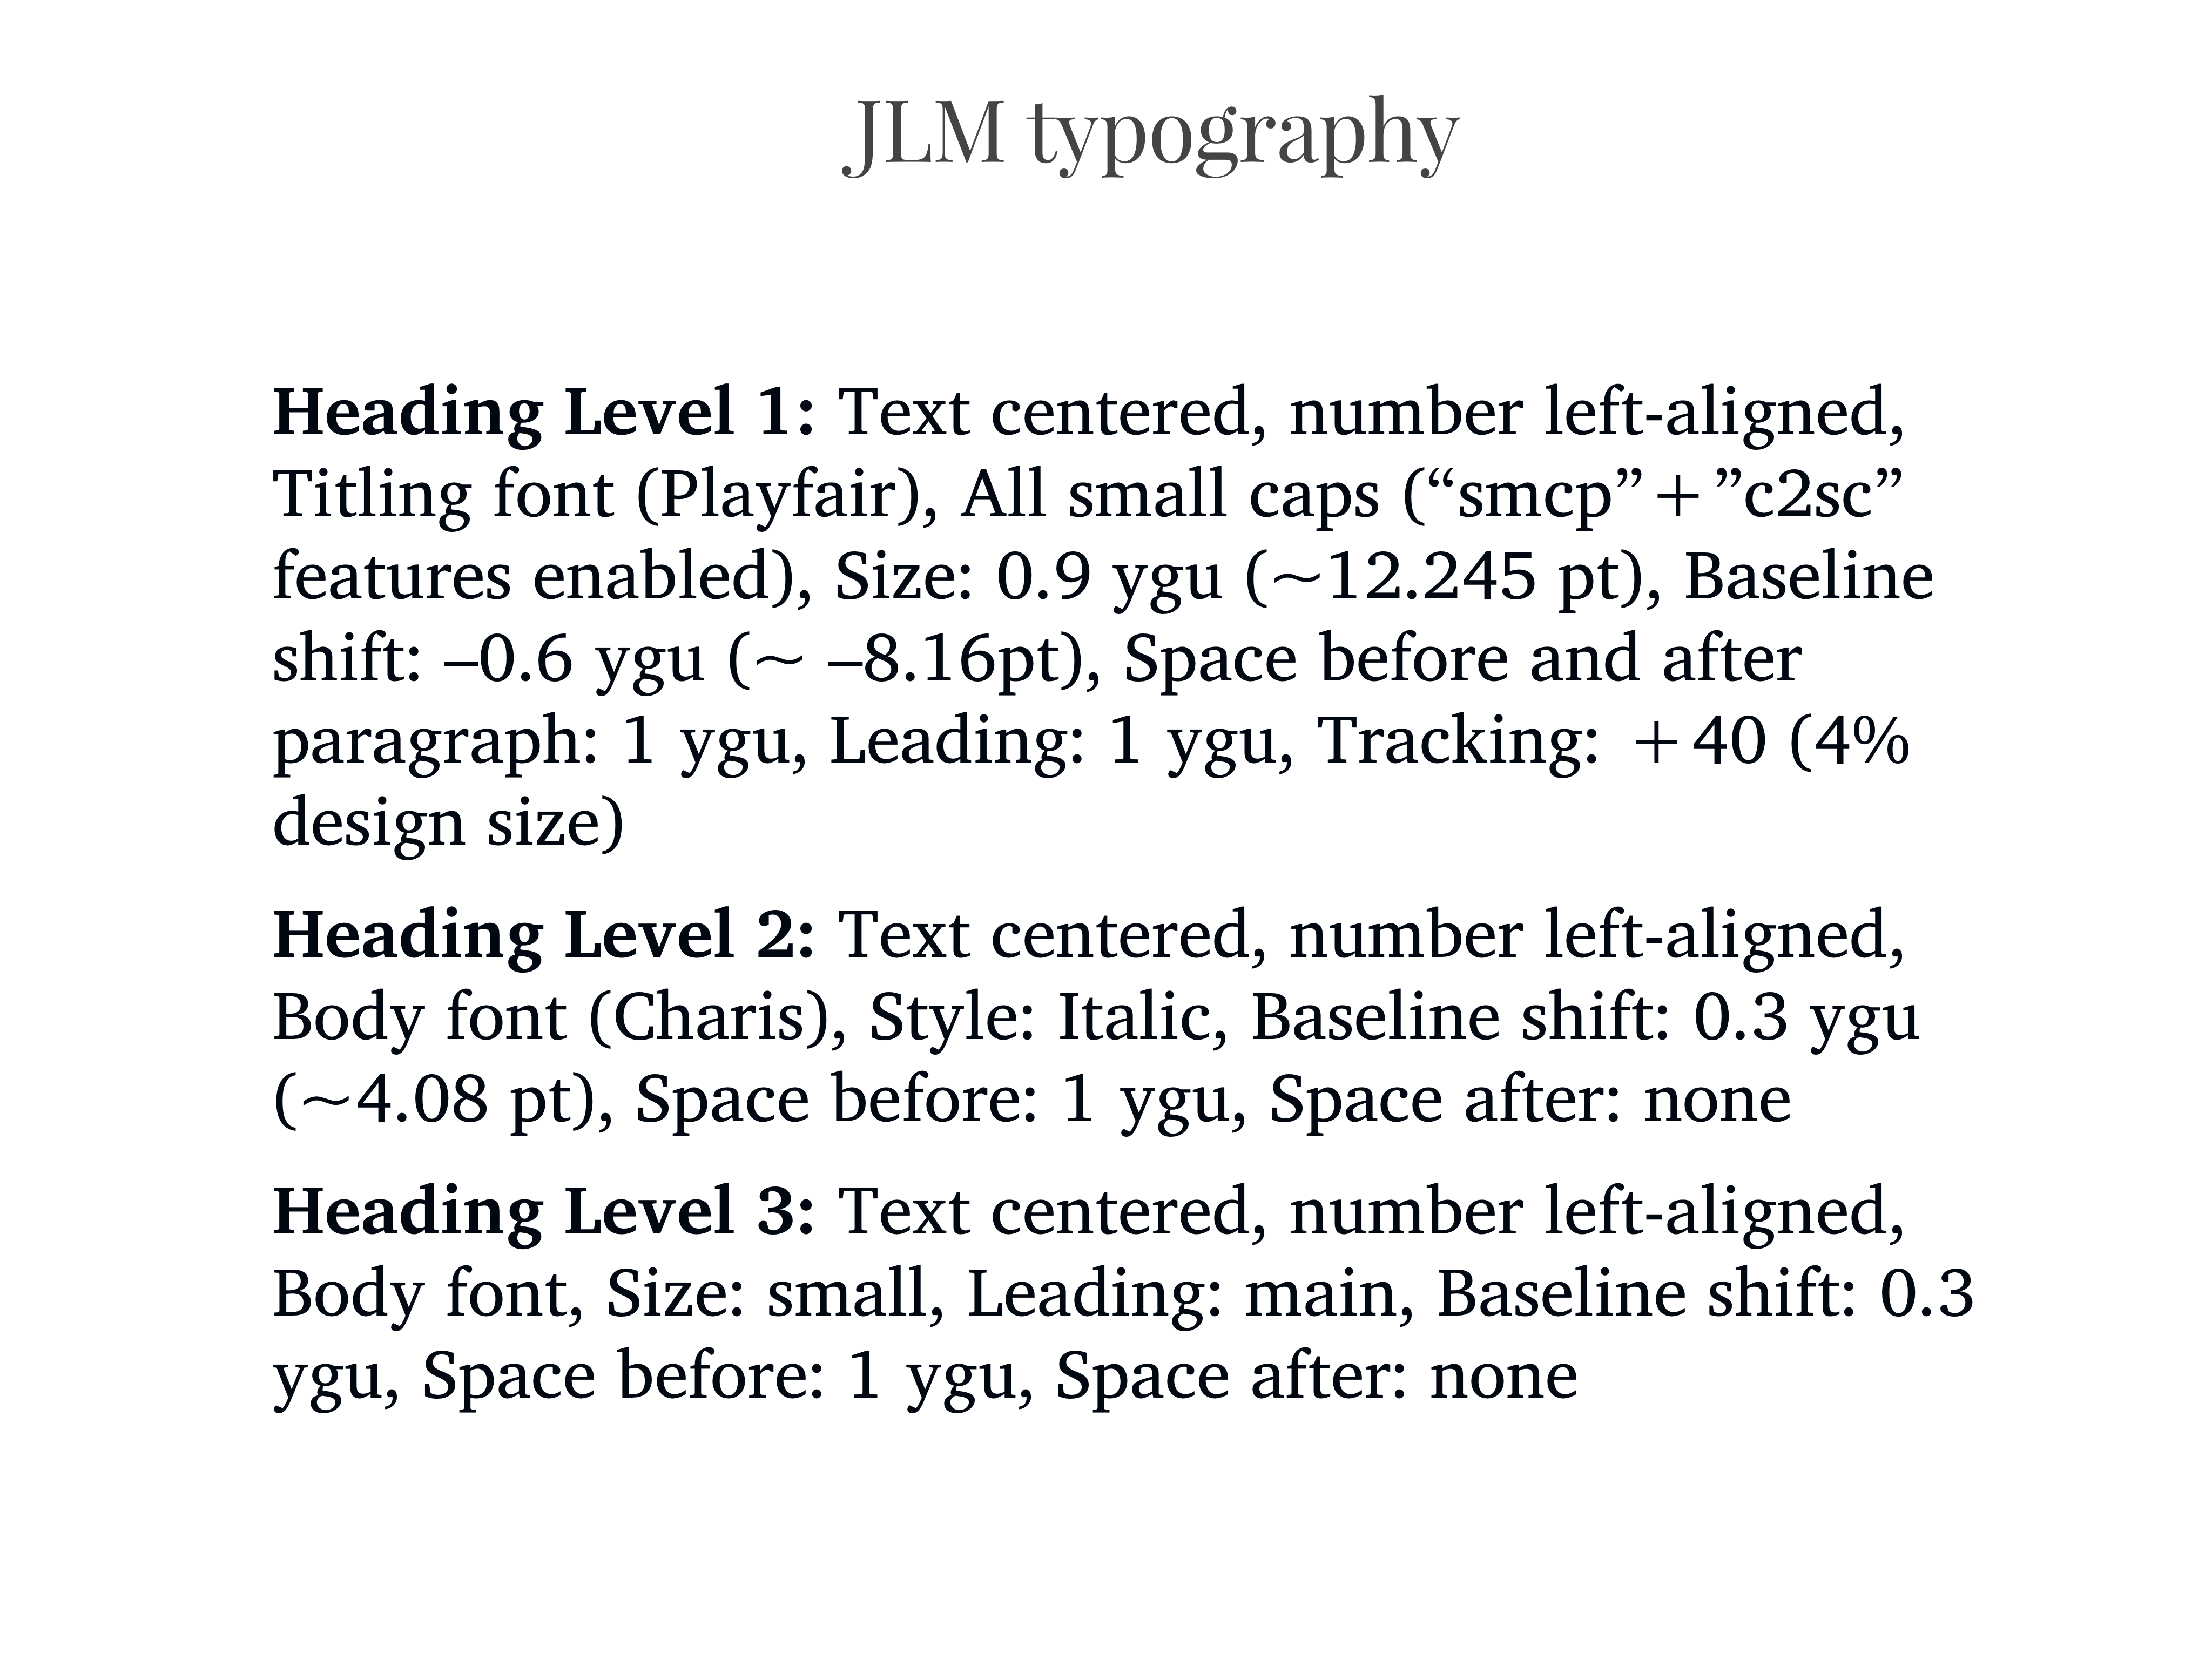 JLM typography
Heading Level 1: Text centered, number left-aligned,
Titling font (Playfair), All small caps (“smcp”+”c2sc”
features enabled), Size: 0.9 ygu (~12.245 pt), Baseline
shift: –0.6 ygu (~ –8.16pt), Space before and after
paragraph: 1 ygu, Leading: 1 ygu, Tracking: +40 (4%
design size)
Heading Level 2: Text centered, number left-aligned,
Body font (Charis), Style: Italic, Baseline shift: 0.3 ygu
(~4.08 pt), Space before: 1 ygu, Space after: none
Heading Level 3: Text centered, number left-aligned,
Body font, Size: small, Leading: main, Baseline shift: 0.3
ygu, Space before: 1 ygu, Space after: none